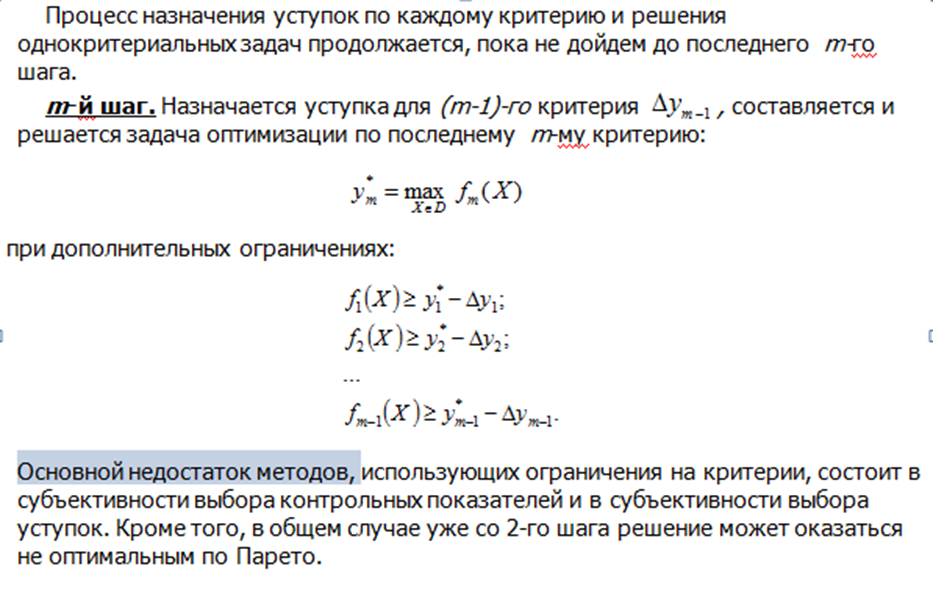 Процесс назначения уступок по каждому критерию и решения
однокритериальных задач продолжается, пока не дойдем до последнего m-го
шага.
m-й шаг. Назначается уступка для (m-1)-го критерия Δy_{m-1}, составляется и
решается задача оптимизации по последнему m-му критерию:
y_m^* = max_{X∈D} f_m(X)
при дополнительных ограничениях:
f_1(X) ≥ y_1^* − Δy_1;
f_2(X) ≥ y_2^* − Δy_2;
...
f_{m-1}(X) ≥ y_{m-1}^* − Δy_{m-1}.
Основной недостаток методов, использующих ограничения на критерии, состоит в
субъективности выбора контрольных показателей и в субъективности выбора
уступок. Кроме того, в общем случае уже со 2-го шага решение может оказаться
не оптимальным по Парето.